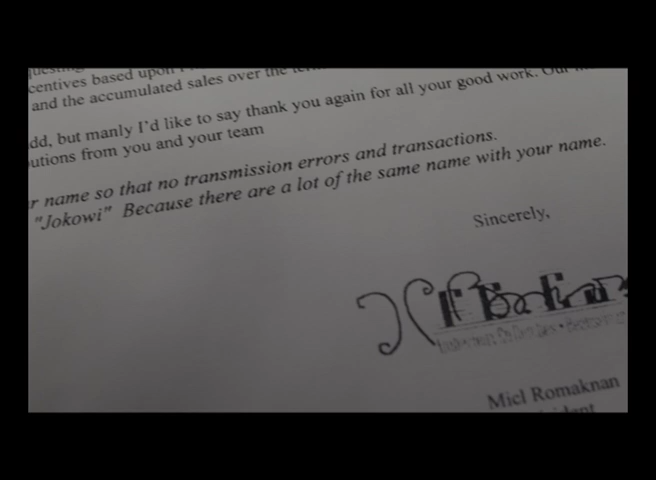 centives based upon
and the accumulated sales over the
dd, but manly I'd like to say thank you again for all your good work. Our
utions from you and your team
r name so that no transmission errors and transactions.
"Jokowi" Because there are a lot of the same name with your name.
Sincerely,
Miel Romaknan